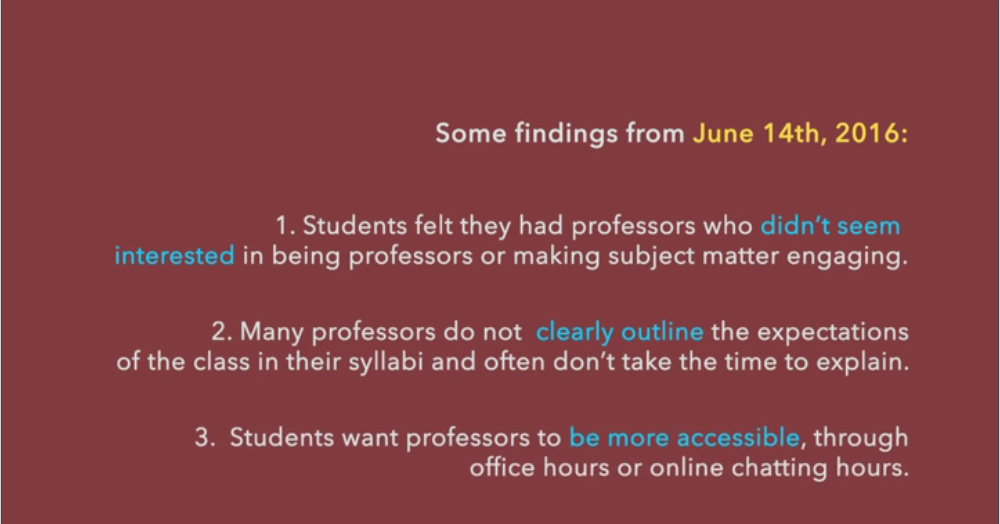 Some findings from June 14th, 2016:
1. Students felt they had professors who didn't seem
interested in being professors or making subject matter engaging.
2. Many professors do not clearly outline the expectations
of the class in their syllabi and often don't take the time to explain.
3. Students want professors to be more accessible, through
office hours or online chatting hours.